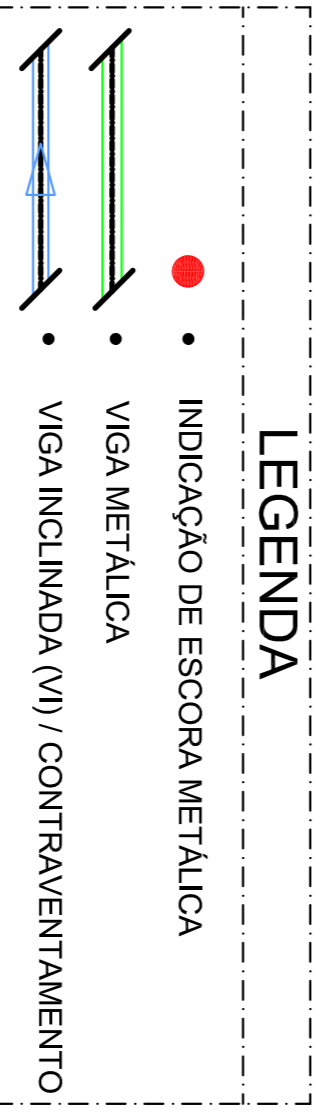 LEGENDA
• INDICAÇÃO DE ESCORA METÁLICA
• VIGA METÁLICA
• VIGA INCLINADA (VI) / CONTRAVENTAMENTO